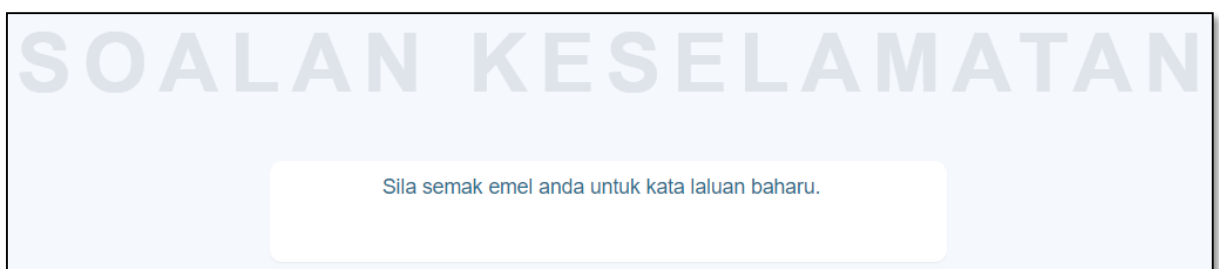 SOALAN KESELAMATAN
Sila semak emel anda untuk kata laluan baharu.